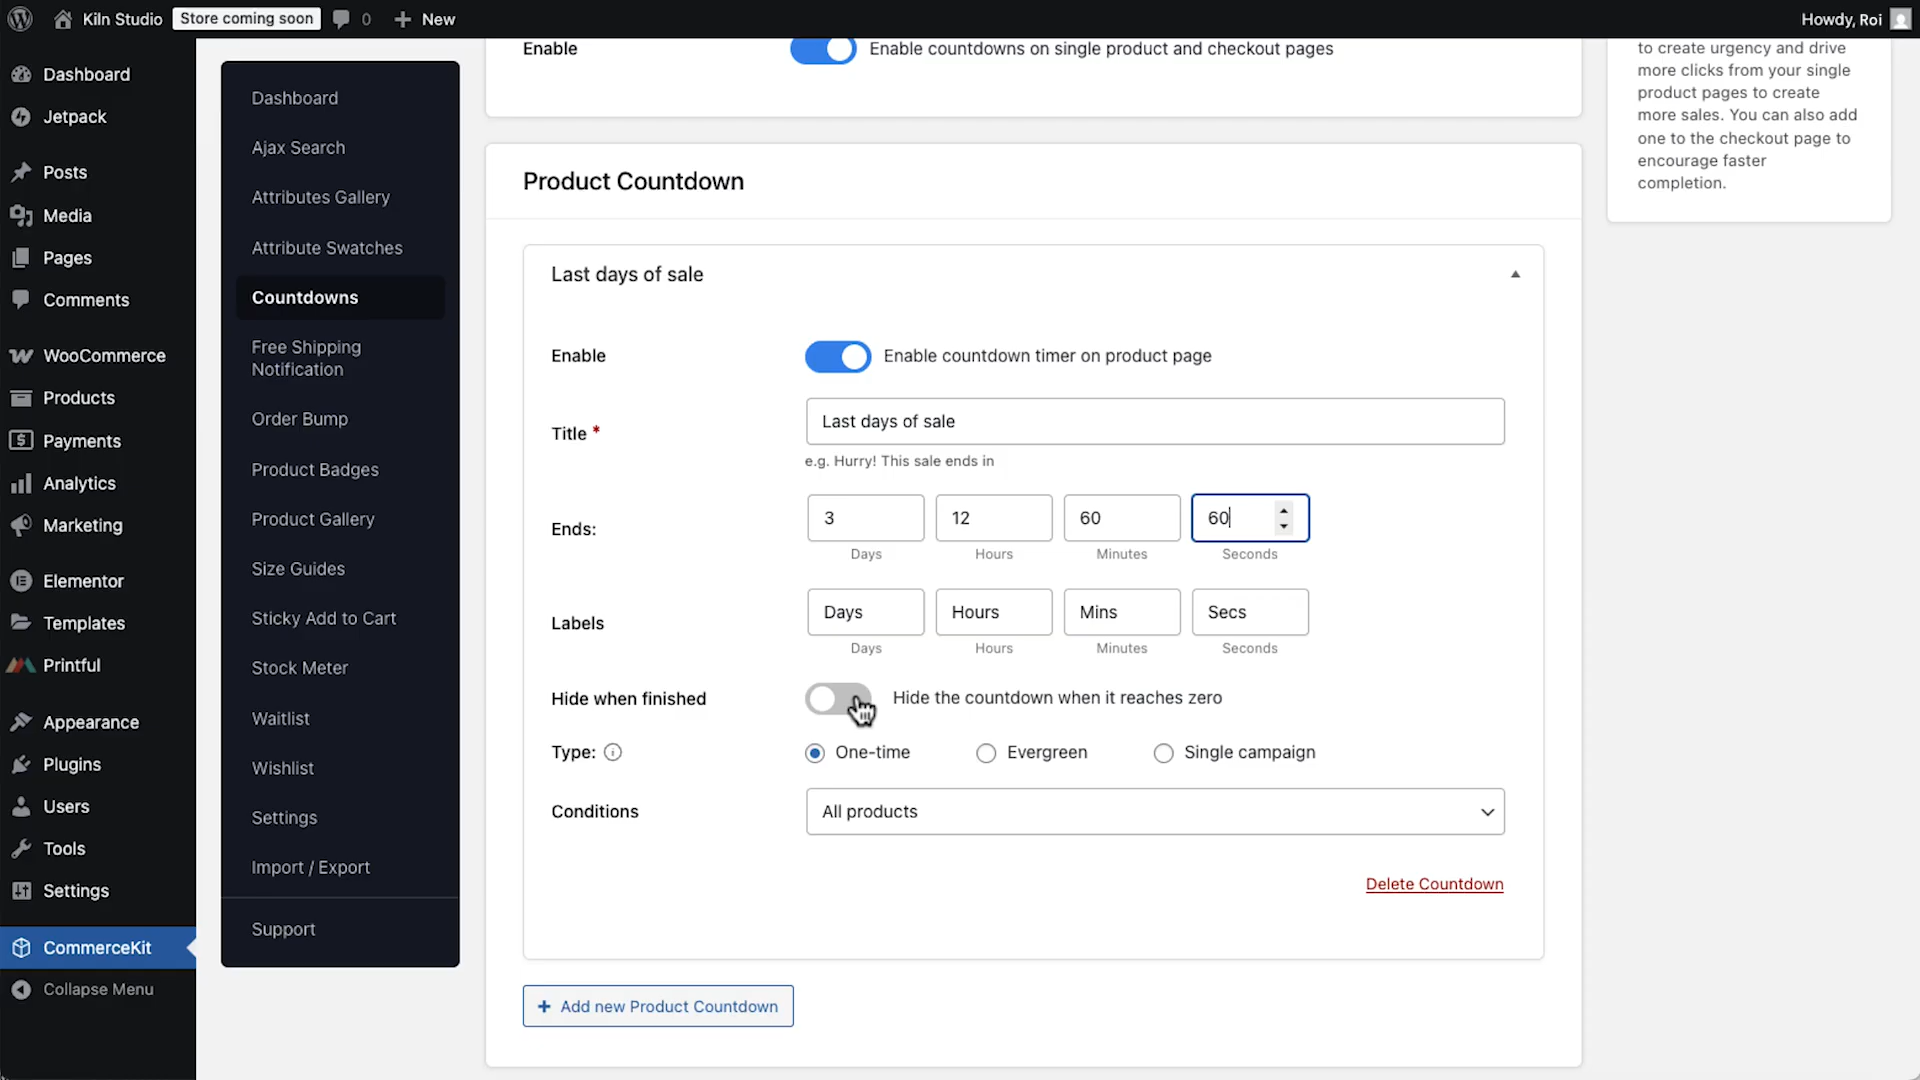 Kiln Studio
Store coming soon
0
New
Howdy, Roi
Dashboard
Jetpack
Posts
Media
Pages
Comments
WooCommerce
Products
Payments
Analytics
Marketing
Elementor
Templates
Printful
Appearance
Plugins
Users
Tools
Settings
CommerceKit
Collapse Menu
Dashboard
Ajax Search
Attributes Gallery
Attribute Swatches
Countdowns
Free Shipping
Notification
Order Bump
Product Badges
Product Gallery
Size Guides
Sticky Add to Cart
Stock Meter
Waitlist
Wishlist
Settings
Import / Export
Support
Enable
Enable countdowns on single product and checkout pages
Product Countdown
Last days of sale
Enable
Enable countdown timer on product page
Title *
Last days of sale
e.g. Hurry! This sale ends in
Ends:
3
12
60
60
Days
Hours
Minutes
Seconds
Labels
Days
Hours
Mins
Secs
Days
Hours
Minutes
Seconds
Hide when finished
Hide the countdown when it reaches zero
Type:
One-time
Evergreen
Single campaign
Conditions
All products
Delete Countdown
+ Add new Product Countdown
to create urgency and drive
more clicks from your single
product pages to create
more sales. You can also add
one to the checkout page to
encourage faster
completion.